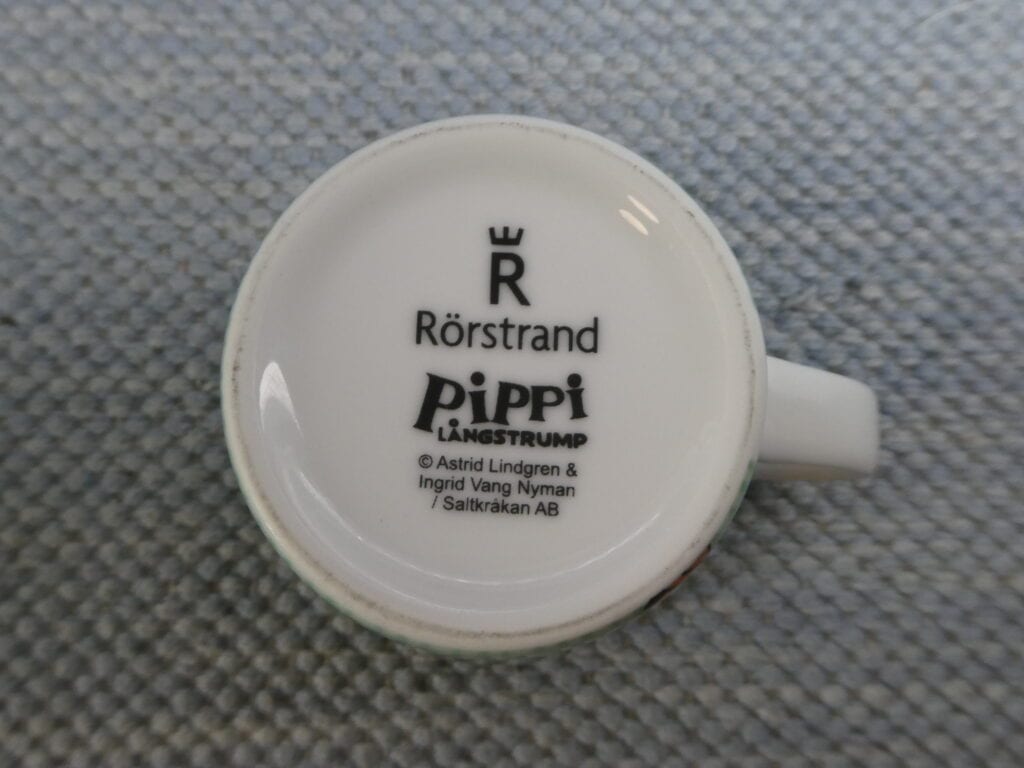 R
Rörstrand
PiPPi
LÅNGSTRUMP
© Astrid Lindgren &
Ingrid Vang Nyman
/ Saltkråkan AB